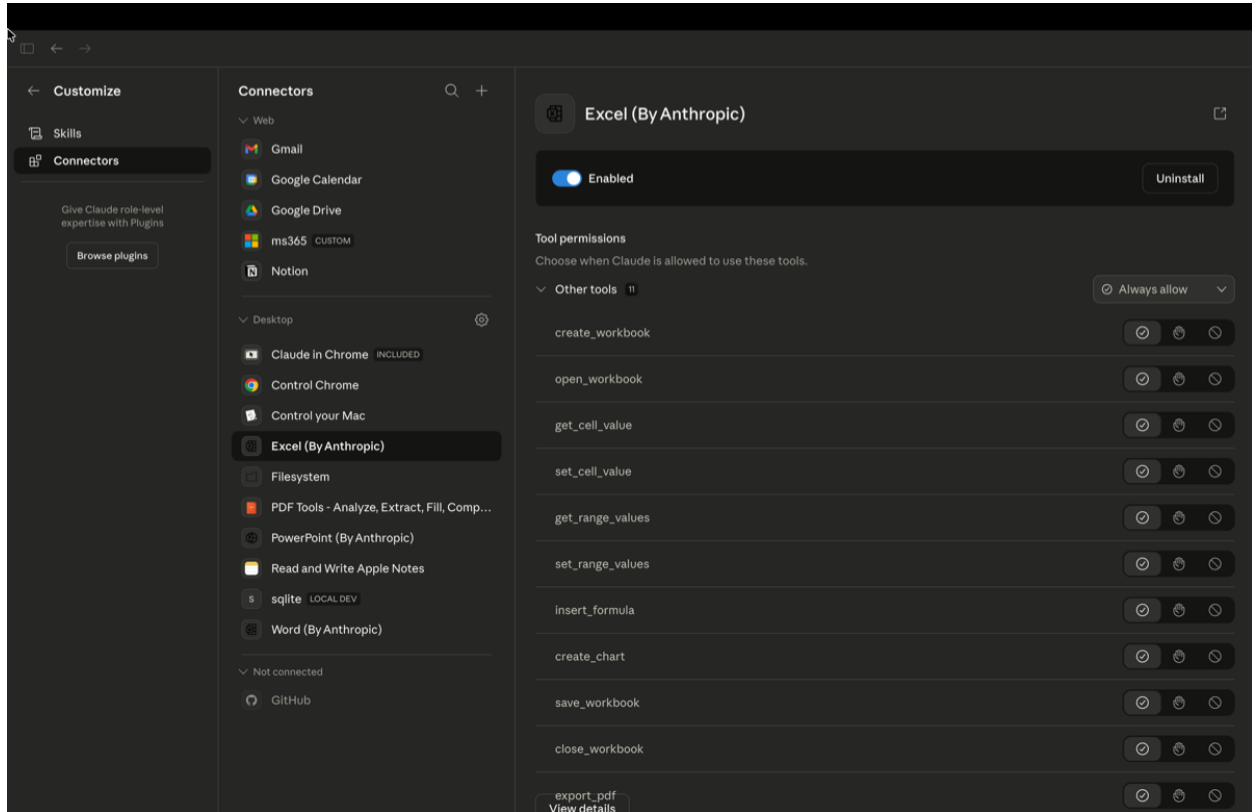 Customize
Skills
Connectors
Give Claude role-level
expertise with Plugins
Browse plugins
Connectors
Web
Gmail
Google Calendar
Google Drive
ms365 CUSTOM
Notion
Desktop
Claude in Chrome INCLUDED
Control Chrome
Control your Mac
Excel (By Anthropic)
Filesystem
PDF Tools - Analyze, Extract, Fill, Comp...
PowerPoint (By Anthropic)
Read and Write Apple Notes
S sqlite LOCAL DEV
Word (By Anthropic)
Not connected
GitHub
Excel (By Anthropic)
Enabled
Uninstall
Tool permissions
Choose when Claude is allowed to use these tools.
Other tools 11
Always allow
create_workbook
open_workbook
get_cell_value
set_cell_value
get_range_values
set_range_values
insert_formula
create_chart
save_workbook
close_workbook
export_pdf
View details